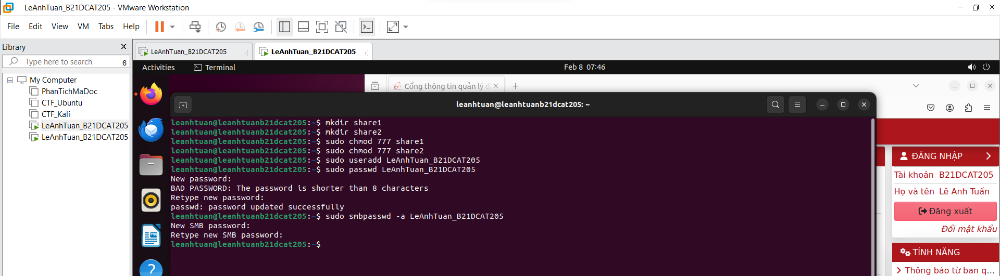 LeAnhTuan_B21DCAT205 - VMware Workstation
File Edit View VM Tabs Help
Library
Type here to search 6
My Computer
PhanTichMaDoc
CTF_Ubuntu
CTF_Kali
LeAnhTuan_B21DCAT205
LeAnhTuan_B21DCAT205
LeAnhTuan_B21DCAT205
LeAnhTuan_B21DCAT205
Activities Terminal Feb 8 07:46
Cổng thông tin quản lý
leanhtuan@leanhtuanb21dcat205: ~
leanhtuan@leanhtuanb21dcat205:~$ mkdir share1
leanhtuan@leanhtuanb21dcat205:~$ mkdir share2
leanhtuan@leanhtuanb21dcat205:~$ sudo chmod 777 share1
leanhtuan@leanhtuanb21dcat205:~$ sudo chmod 777 share2
leanhtuan@leanhtuanb21dcat205:~$ sudo useradd LeAnhTuan_B21DCAT205
leanhtuan@leanhtuanb21dcat205:~$ sudo passwd LeAnhTuan_B21DCAT205
New password:
BAD PASSWORD: The password is shorter than 8 characters
Retype new password:
passwd: password updated successfully
leanhtuan@leanhtuanb21dcat205:~$ sudo smbpasswd -a LeAnhTuan_B21DCAT205
New SMB password:
Retype new SMB password:
leanhtuan@leanhtuanb21dcat205:~$
ĐĂNG NHẬP
Tài khoản B21DCAT205
Họ và tên Lê Anh Tuấn
Đăng xuất
Đổi mật khẩu
TÍNH NĂNG
Thông báo từ ban q...